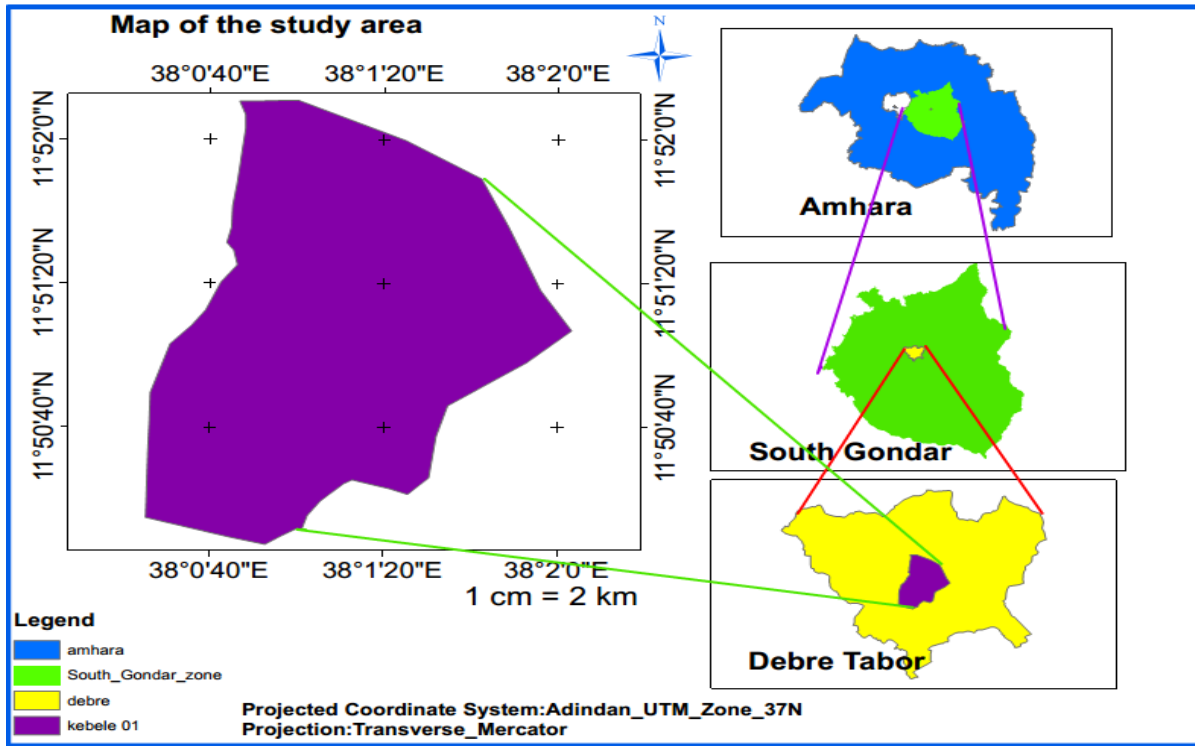 Map of the study area
N
38°0'40"E 38°1'20"E 38°2'0"E
11°52'0"N
11°51'20"N
11°50'40"N
11°52'0"N
11°51'20"N
11°50'40"N
38°0'40"E 38°1'20"E 38°2'0"E
1 cm = 2 km
Amhara
South Gondar
Debre Tabor
Legend
amhara
South_Gondar_zone
debre
kebele 01
Projected Coordinate System:Adindan_UTM_Zone_37N
Projection:Transverse_Mercator